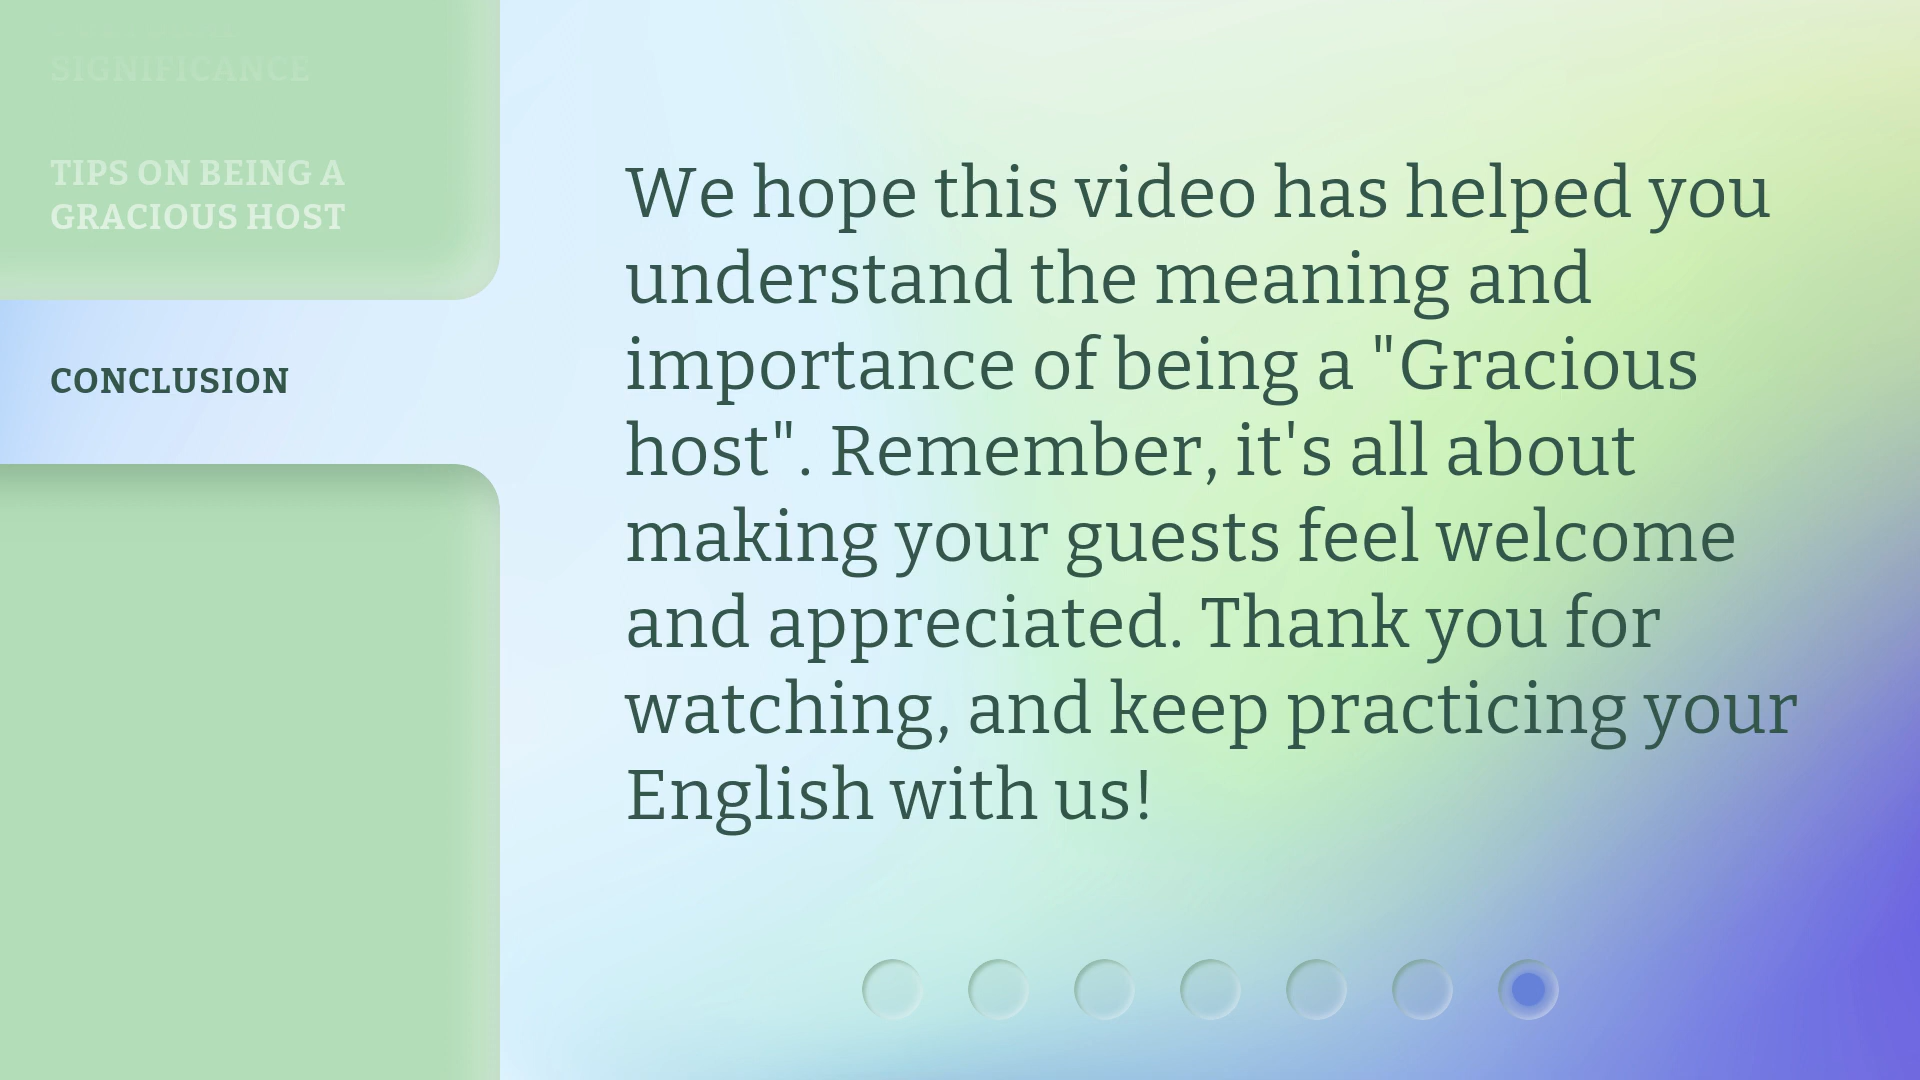 SIGNIFICANCE
TIPS ON BEING A
GRACIOUS HOST
CONCLUSION
We hope this video has helped you
understand the meaning and
importance of being a "Gracious
host". Remember, it's all about
making your guests feel welcome
and appreciated. Thank you for
watching, and keep practicing your
English with us!